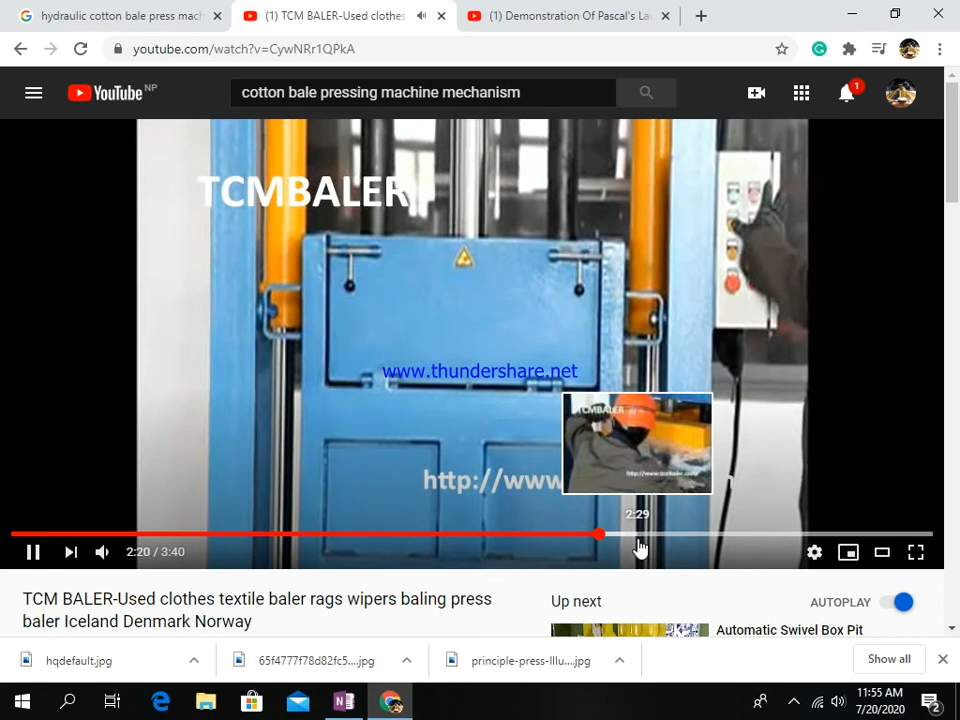 hydraulic cotton bale press mach
(1) TCM BALER-Used clothes
(1) Demonstration Of Pascal's La
youtube.com/watch?v=CywNRr1QPkA
YouTube NP
cotton bale pressing machine mechanism
1
TCMBALER
www.thundershare.net
TCMBALER
http://www
2:29
2:20 / 3:40
TCM BALER-Used clothes textile baler rags wipers baling press
baler Iceland Denmark Norway
Up next
AUTOPLAY
Automatic Swivel Box Pit
hqdefault.jpg
65f4777f78d82fc5....jpg
principle-press-Illu....jpg
Show all
11:55 AM
7/20/2020
2